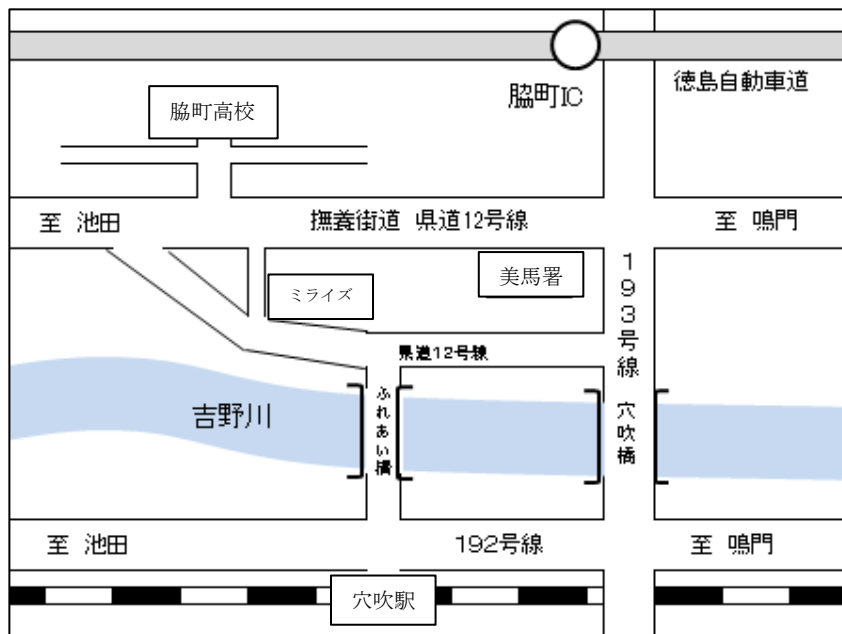 徳島自動車道
脇町IC
脇町高校
至 池田
撫養街道 県道12号線
至 鳴門
193号線
美馬署
ミライズ
県道12号線
吉野川
ふれあい橋
穴吹橋
至 池田
192号線
至 鳴門
穴吹駅